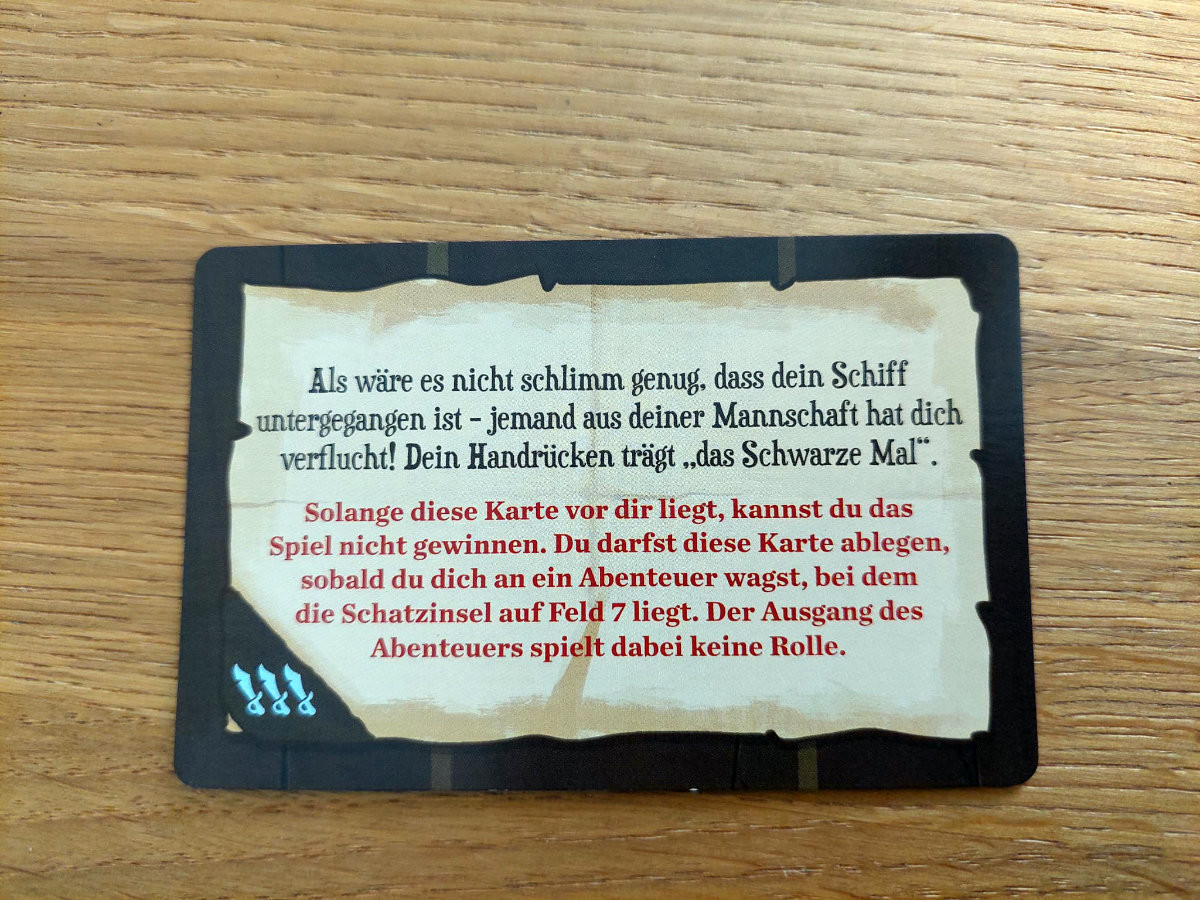 Als wäre es nicht schlimm genug, dass dein Schiff
untergegangen ist – jemand aus deiner Mannschaft hat dich
verflucht! Dein Handrücken trägt „das Schwarze Mal“.
Solange diese Karte vor dir liegt, kannst du das
Spiel nicht gewinnen. Du darfst diese Karte ablegen,
sobald du dich an ein Abenteuer wagst, bei dem
die Schatzinsel auf Feld 7 liegt. Der Ausgang des
Abenteuers spielt dabei keine Rolle.